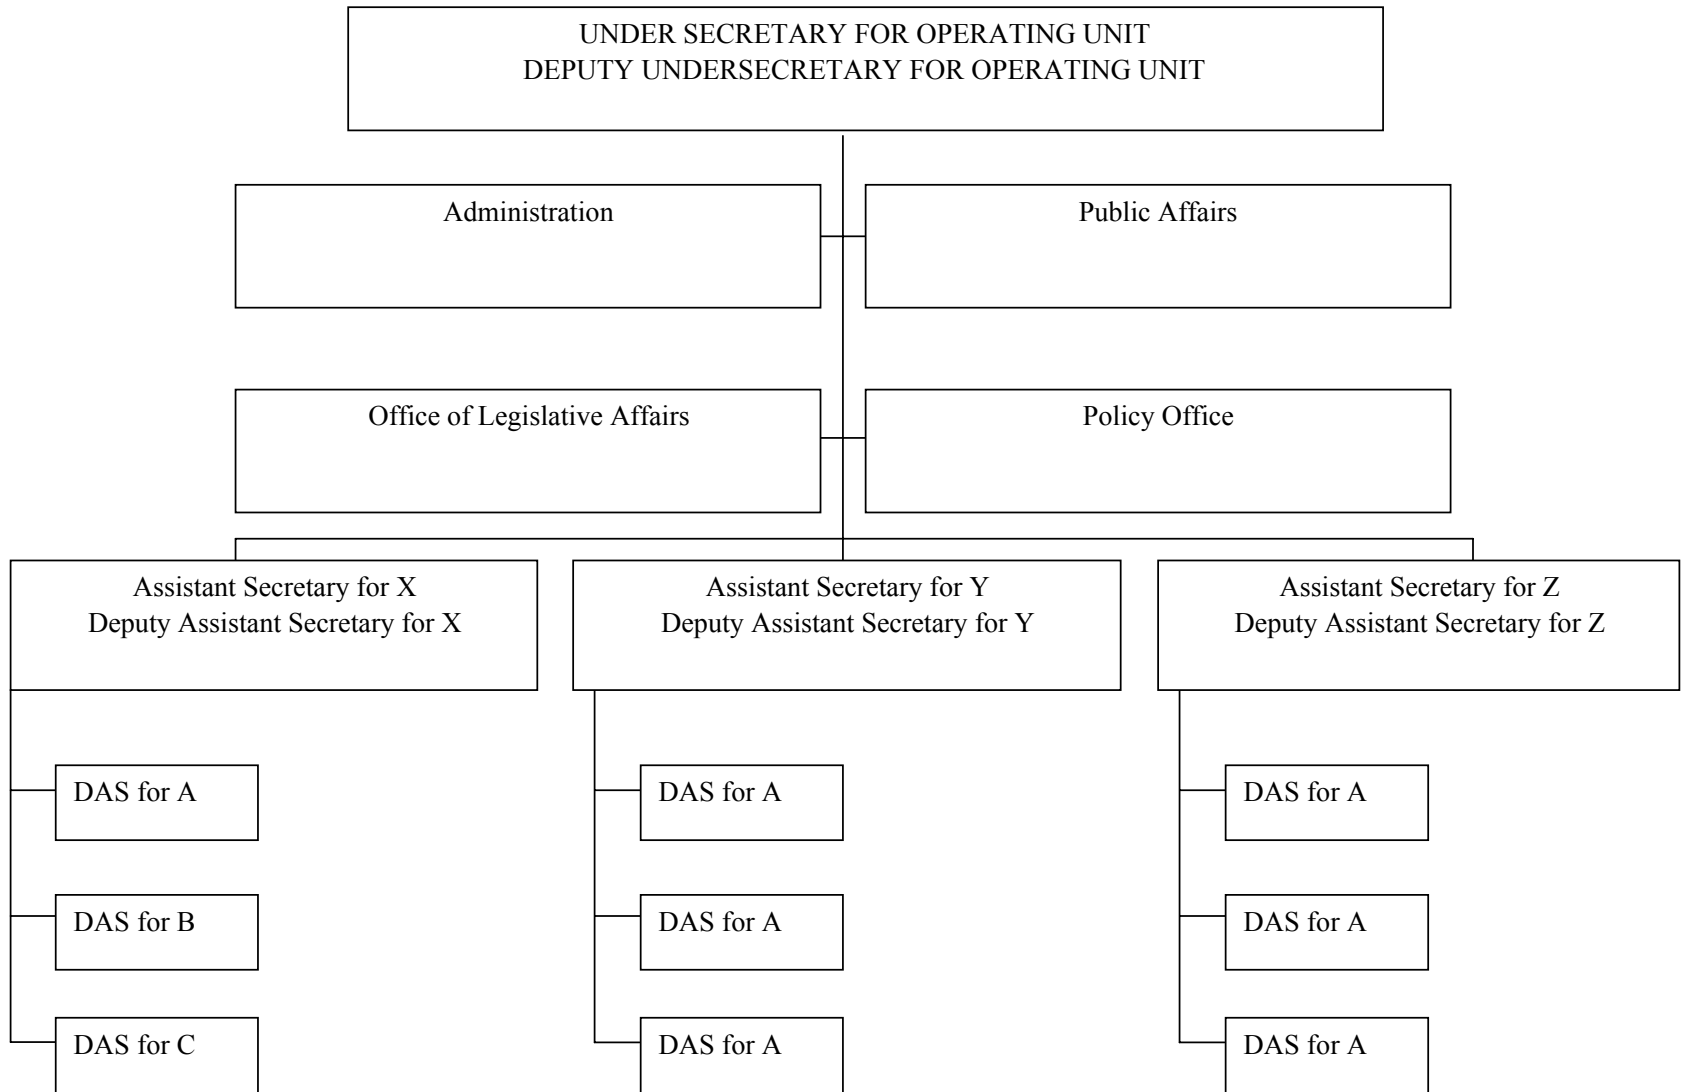 UNDER SECRETARY FOR OPERATING UNIT
DEPUTY UNDERSECRETARY FOR OPERATING UNIT
Administration
Public Affairs
Office of Legislative Affairs
Policy Office
Assistant Secretary for X
Deputy Assistant Secretary for X
Assistant Secretary for Y
Deputy Assistant Secretary for Y
Assistant Secretary for Z
Deputy Assistant Secretary for Z
DAS for A
DAS for A
DAS for A
DAS for B
DAS for A
DAS for A
DAS for C
DAS for A
DAS for A